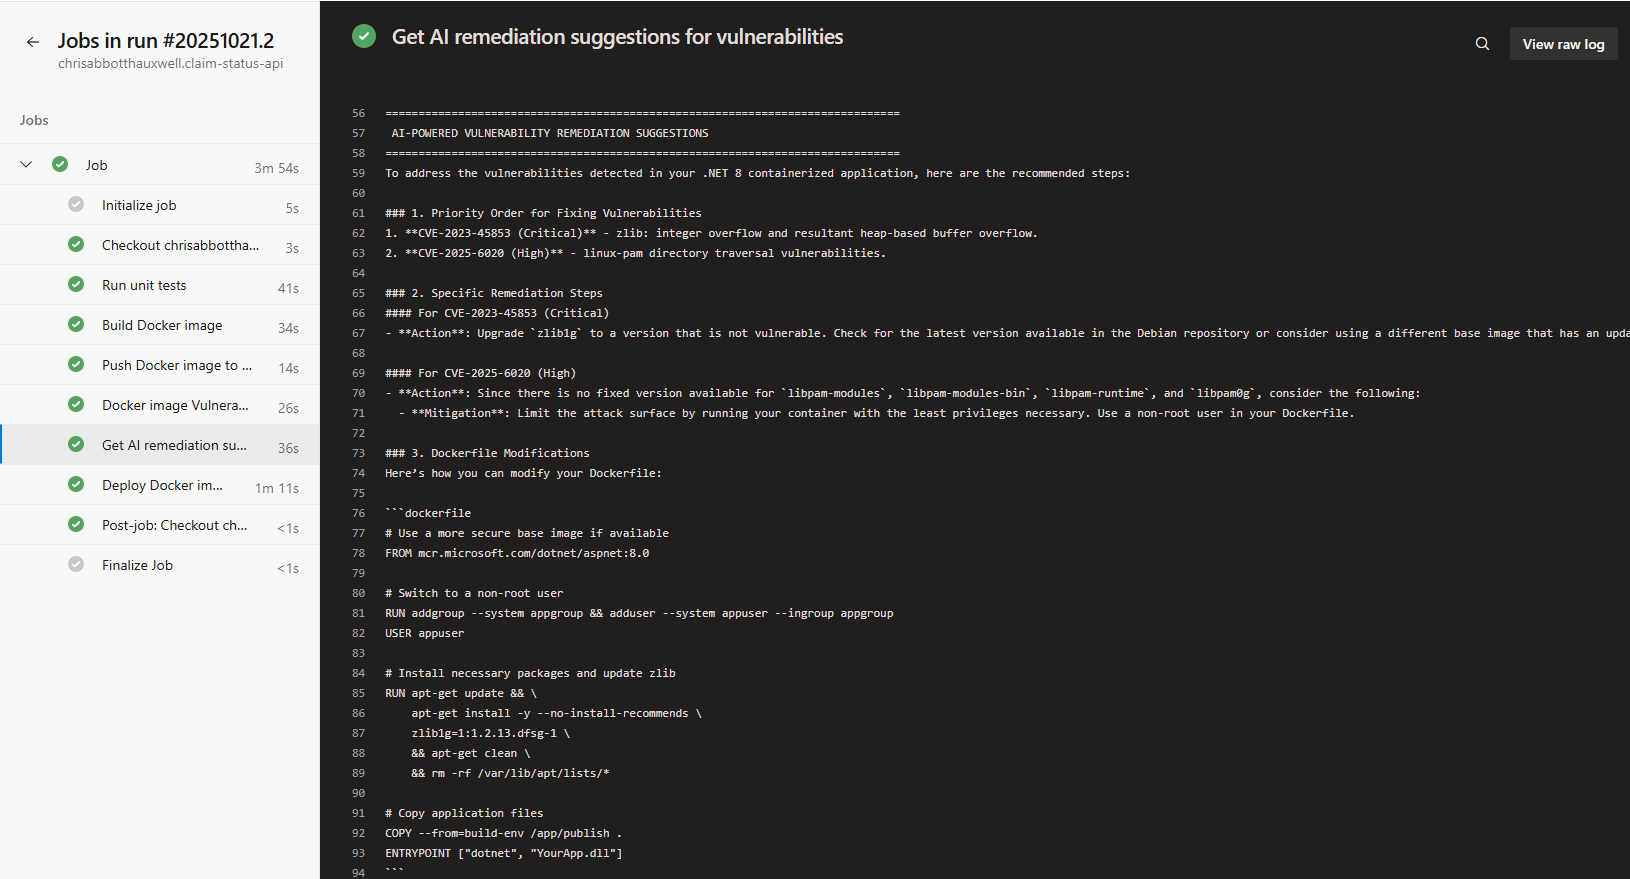 Jobs in run #20251021.2
chrisabbotthauxwell.claim-status-api
Jobs
Job 3m 54s
Initialize job 5s
Checkout chrisabbottha... 3s
Run unit tests 41s
Build Docker image 34s
Push Docker image to ... 14s
Docker image Vulnera... 26s
Get AI remediation su... 36s
Deploy Docker im... 1m 11s
Post-job: Checkout ch... <1s
Finalize Job <1s
Get AI remediation suggestions for vulnerabilities
View raw log
56 ==============================================================================
57 AI-POWERED VULNERABILITY REMEDIATION SUGGESTIONS
58 ==============================================================================
59 To address the vulnerabilities detected in your .NET 8 containerized application, here are the recommended steps:
60
61 ### 1. Priority Order for Fixing Vulnerabilities
62 1. **CVE-2023-45853 (Critical)** - zlib: integer overflow and resultant heap-based buffer overflow.
63 2. **CVE-2025-6020 (High)** - linux-pam directory traversal vulnerabilities.
64
65 ### 2. Specific Remediation Steps
66 #### For CVE-2023-45853 (Critical)
67 - **Action**: Upgrade `zlib1g` to a version that is not vulnerable. Check for the latest version available in the Debian repository or consider using a different base image that has an upda
68
69 #### For CVE-2025-6020 (High)
70 - **Action**: Since there is no fixed version available for `libpam-modules`, `libpam-modules-bin`, `libpam-runtime`, and `libpam0g`, consider the following:
71 - **Mitigation**: Limit the attack surface by running your container with the least privileges necessary. Use a non-root user in your Dockerfile.
72
73 ### 3. Dockerfile Modifications
74 Here’s how you can modify your Dockerfile:
75
76 ```dockerfile
77 # Use a more secure base image if available
78 FROM mcr.microsoft.com/dotnet/aspnet:8.0
79
80 # Switch to a non-root user
81 RUN addgroup --system appgroup && adduser --system appuser --ingroup appgroup
82 USER appuser
83
84 # Install necessary packages and update zlib
85 RUN apt-get update && \
86 apt-get install -y --no-install-recommends \
87 zlib1g=1:1.2.13.dfsg-1 \
88 && apt-get clean \
89 && rm -rf /var/lib/apt/lists/*
90
91 # Copy application files
92 COPY --from=build-env /app/publish .
93 ENTRYPOINT ["dotnet", "YourApp.dll"]
94 ```